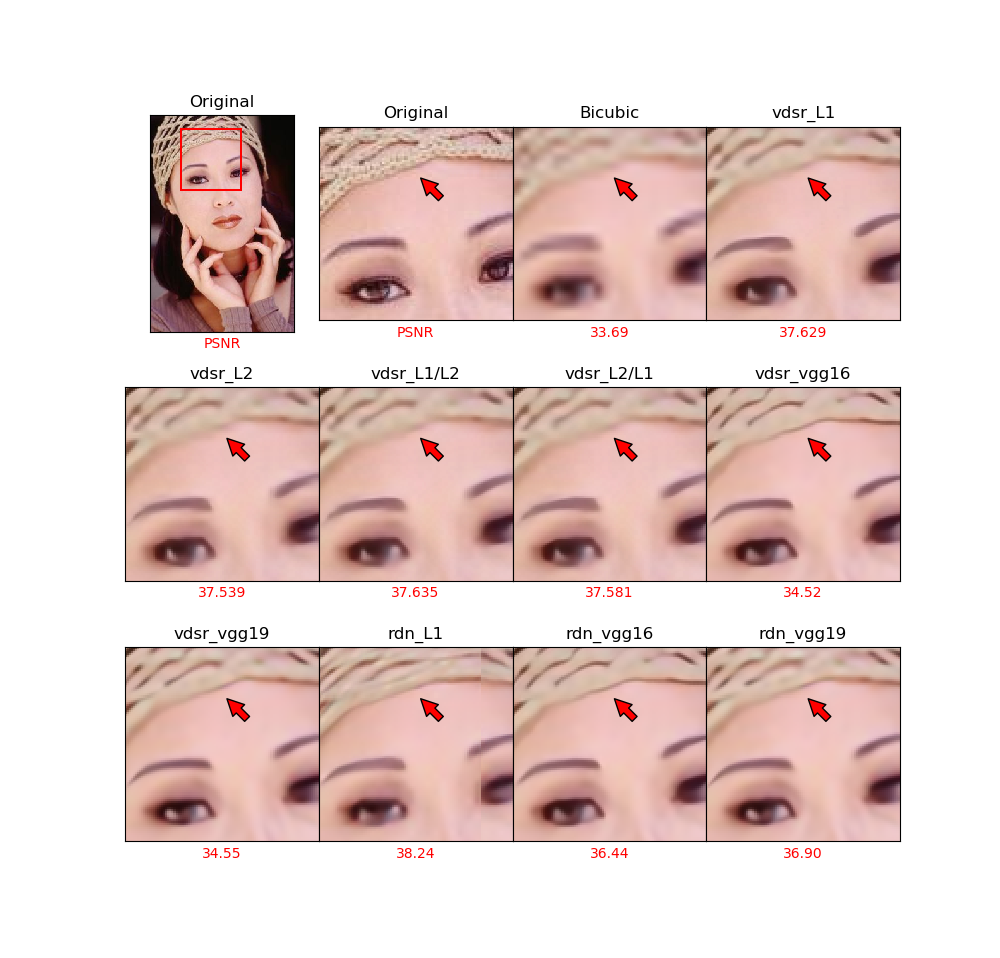 Original
PSNR
Original
Bicubic
vdsr_L1
PSNR
33.69
37.629
vdsr_L2
vdsr_L1/L2
vdsr_L2/L1
vdsr_vgg16
37.539
37.635
37.581
34.52
vdsr_vgg19
rdn_L1
rdn_vgg16
rdn_vgg19
34.55
38.24
36.44
36.90